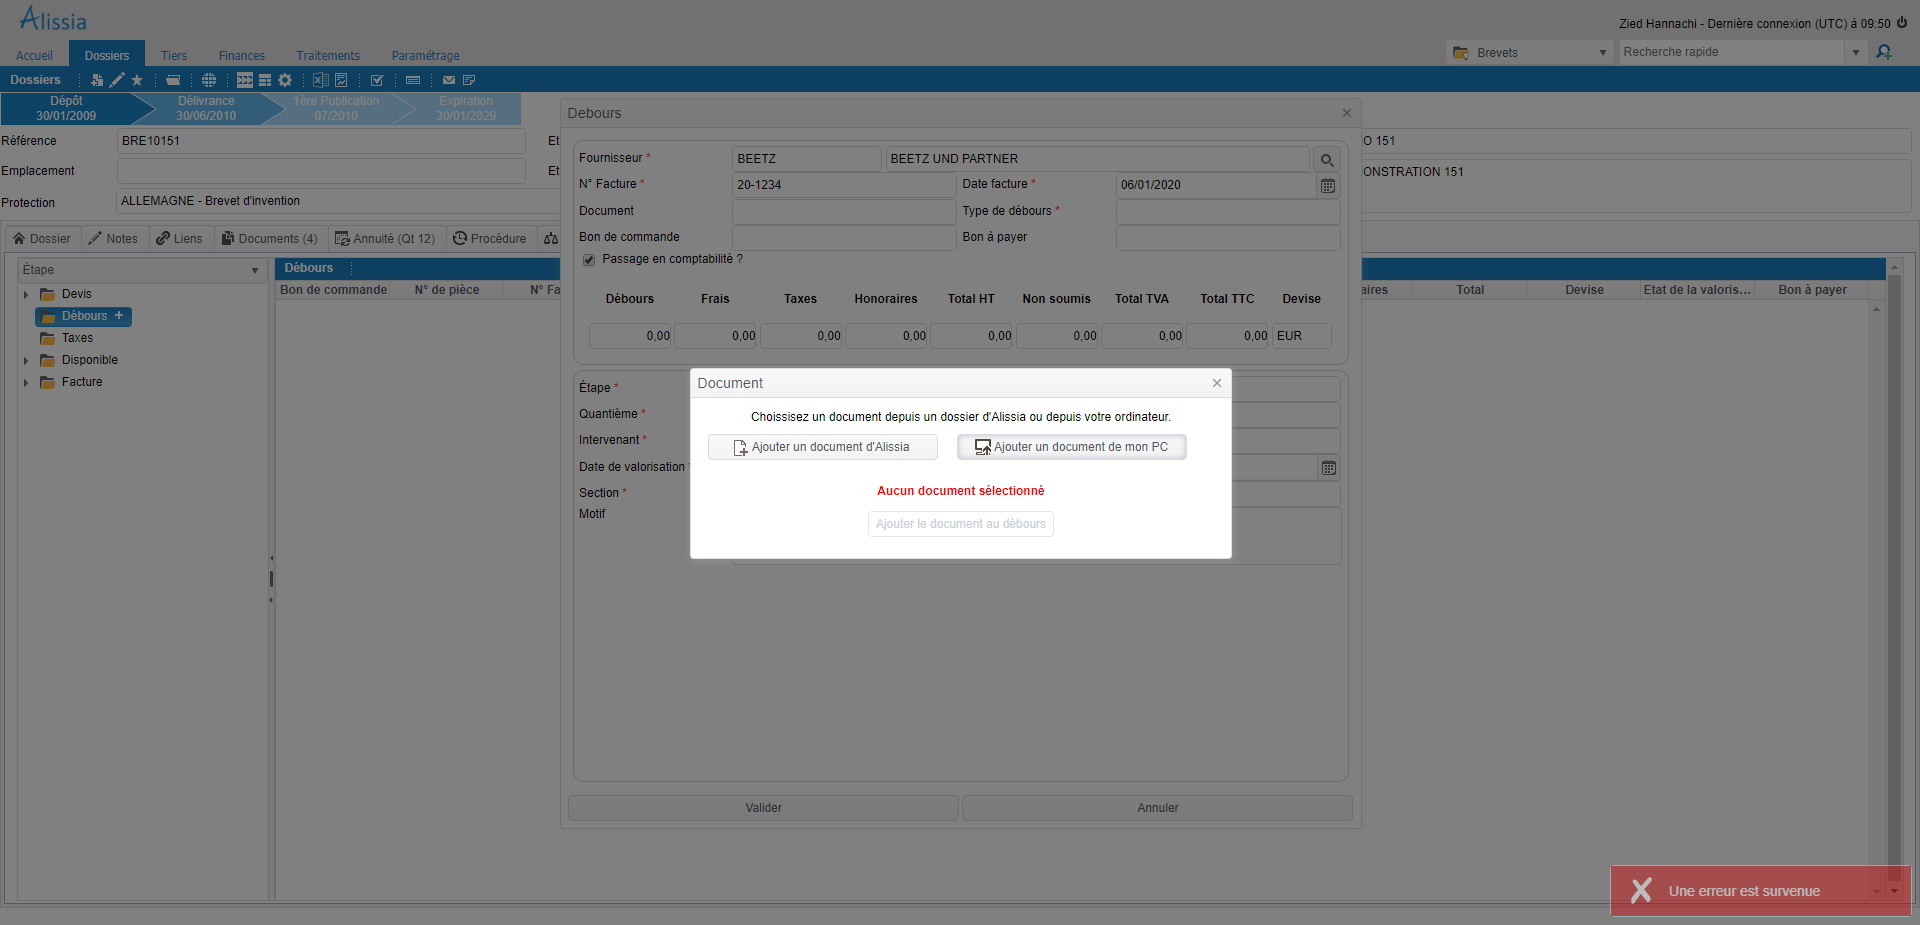 Alissia
Zied Hannachi - Dernière connexion (UTC) à 09:50
Accueil Dossiers Tiers Finances Traitements Paramétrage
Brevets Recherche rapide
Dossiers
Dépôt Délivrance 1ère Publication Expiration
30/01/2009 30/06/2010 07/2010 30/01/2029
Debours
Référence BRE10151 Et O 151
Emplacement Et ONSTRATION 151
Protection ALLEMAGNE - Brevet d'invention
Fournisseur * BEETZ BEETZ UND PARTNER
N° Facture * 20-1234 Date facture * 06/01/2020
Document Type de débours *
Bon de commande Bon à payer
Passage en comptabilité ?
Dossier Notes Liens Documents (4) Annuité (Qt 12) Procédure
Étape Débours
Bon de commande N° de pièce N° Fa aires Total Devise Etat de la valoris... Bon à payer
Devis
Débours +
Taxes
Disponible
Facture
Débours Frais Taxes Honoraires Total HT Non soumis Total TVA Total TTC Devise
0,00 0,00 0,00 0,00 0,00 0,00 0,00 0,00 EUR
Étape *
Quantième *
Intervenant *
Date de valorisation
Section *
Motif
Document
Choissisez un document depuis un dossier d'Alissia ou depuis votre ordinateur.
Ajouter un document d'Alissia Ajouter un document de mon PC
Aucun document sélectionné
Ajouter le document au débours
Valider Annuler
Une erreur est survenue